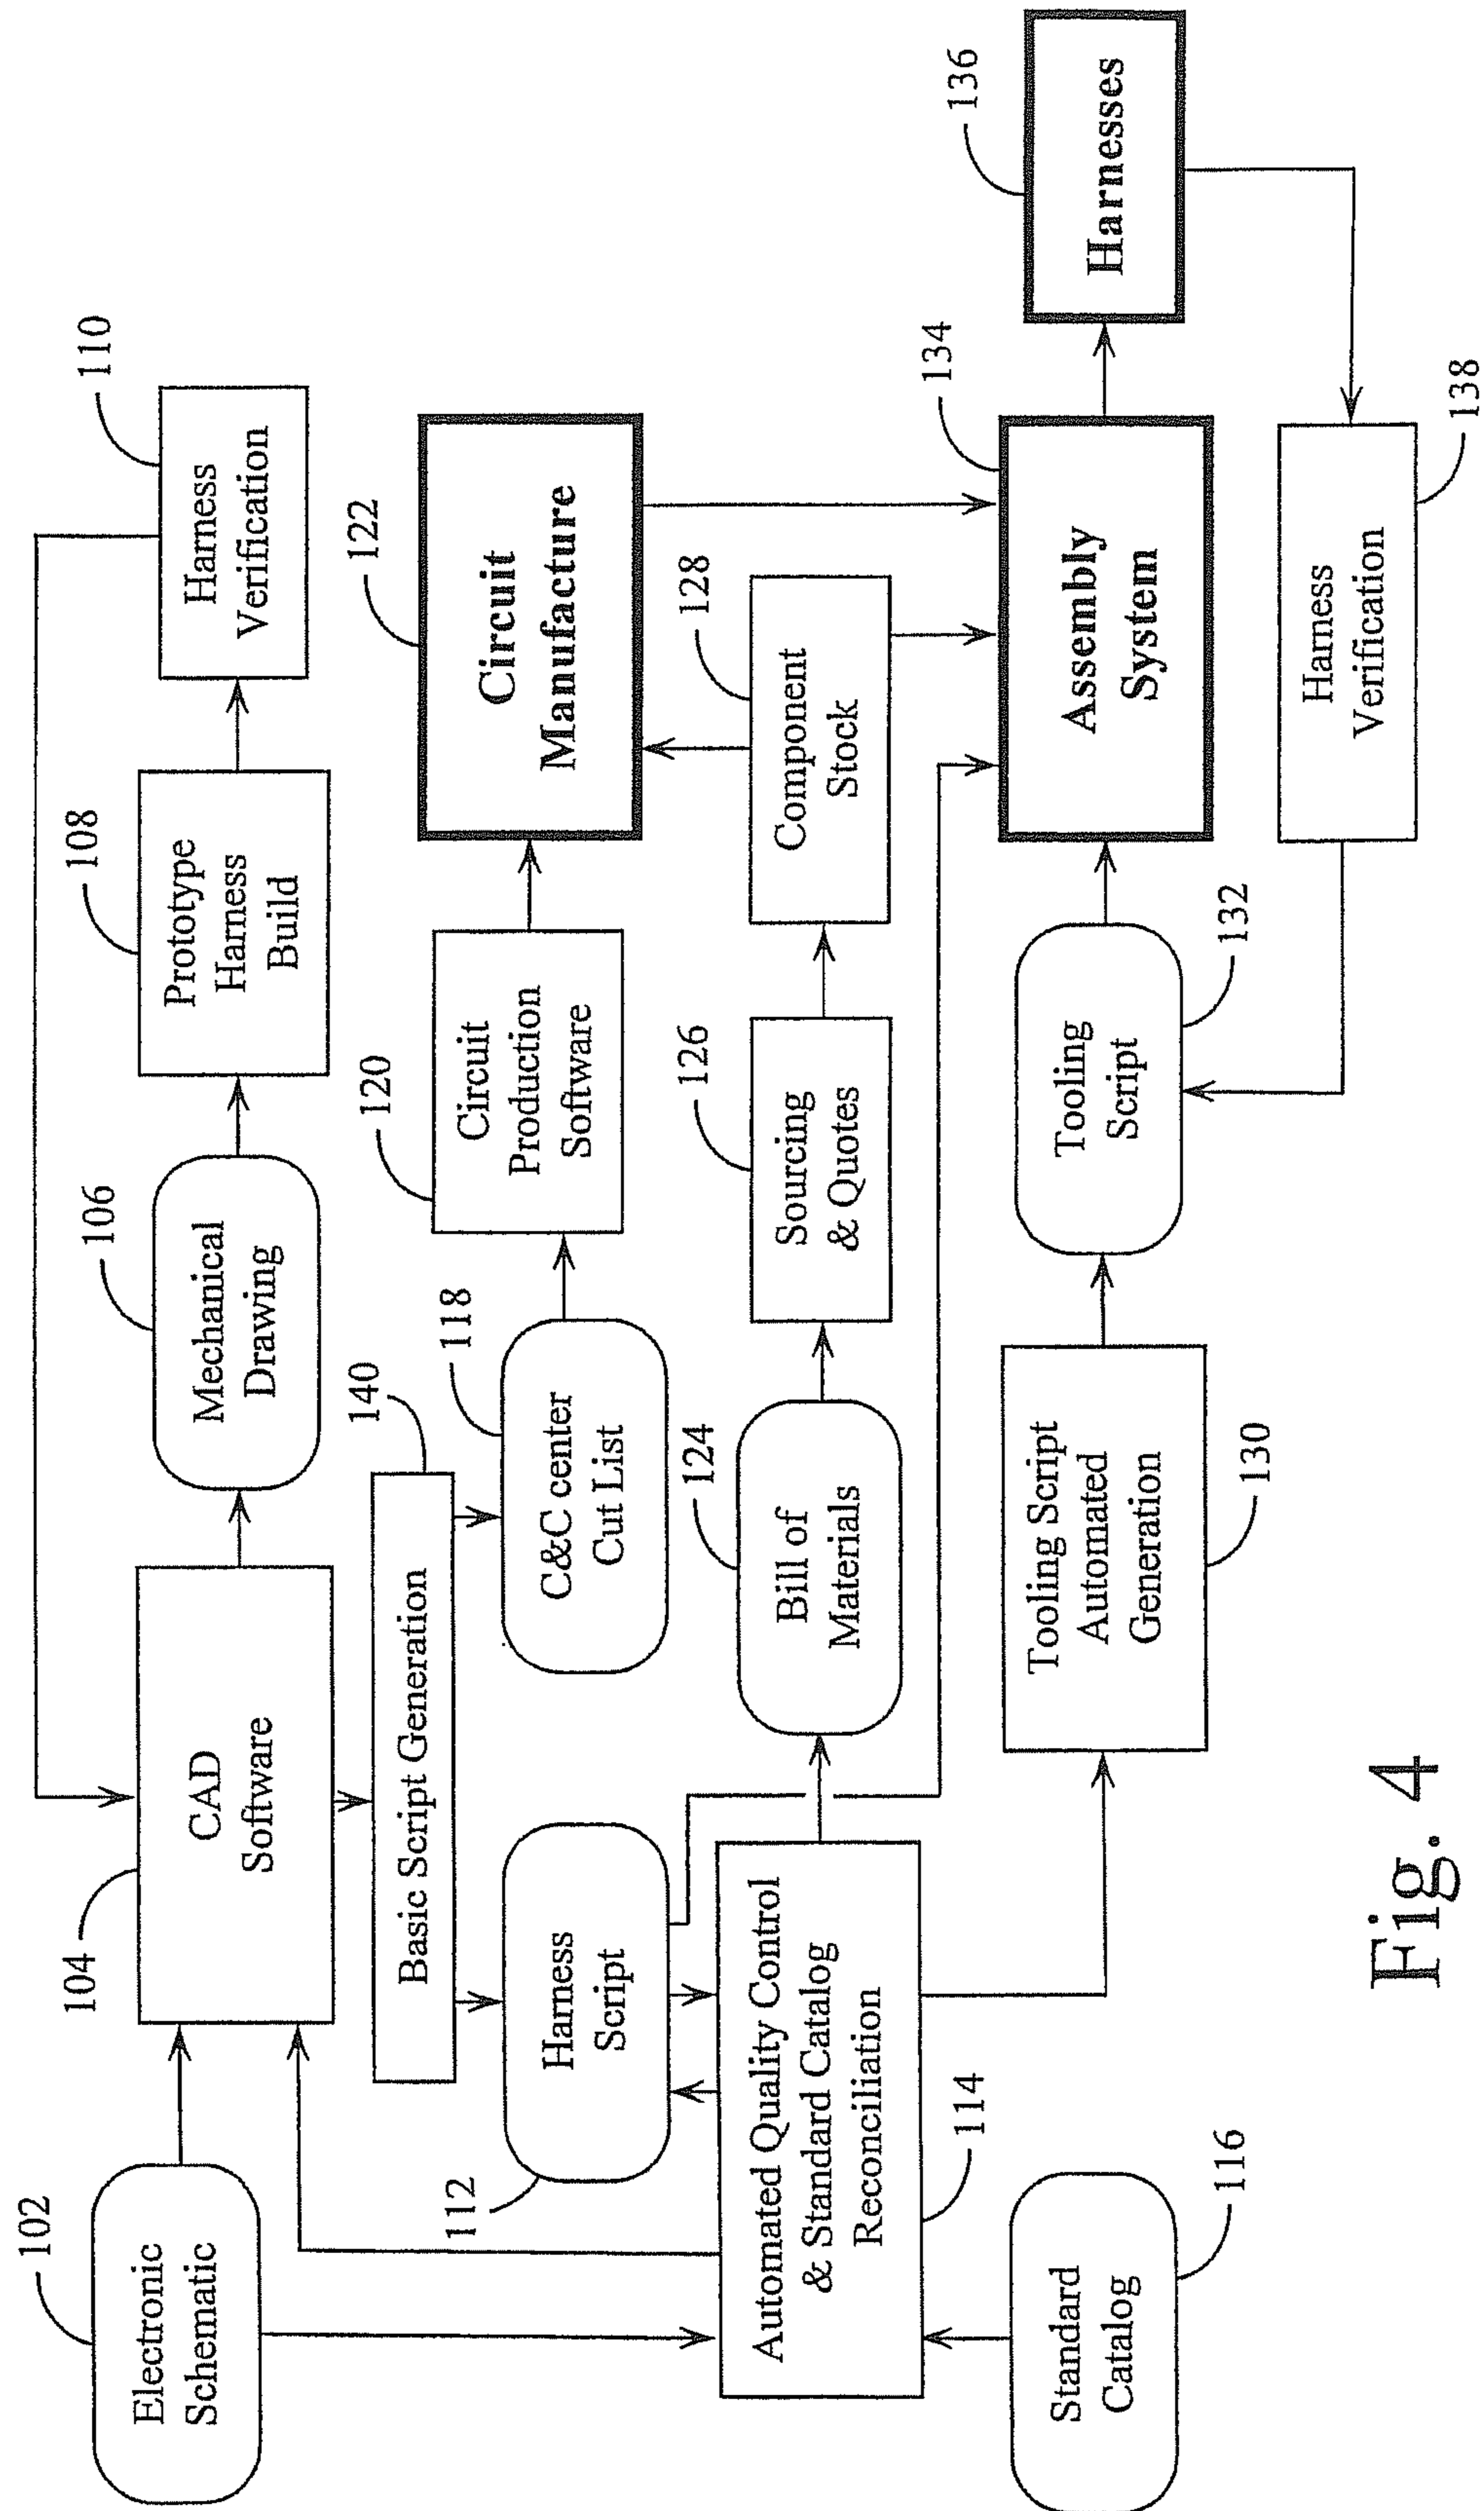 102
Electronic
Schematic
104
CAD
Software
106
Mechanical
Drawing
108
Prototype
Harness
Build
110
Harness
Verification
140
Basic Script Generation
112
Harness
Script
118
C&C center
Cut List
120
Circuit
Production
Software
122
Circuit
Manufacture
Automated Quality Control
& Standard Catalog
Reconciliation
114
124
Bill of
Materials
126
Sourcing
& Quotes
128
Component
Stock
Standard
Catalog
116
Tooling Script
Automated
Generation
130
Tooling
Script
132
134
Assembly
System
136
Harnesses
Harness
Verification
138
Fig. 4